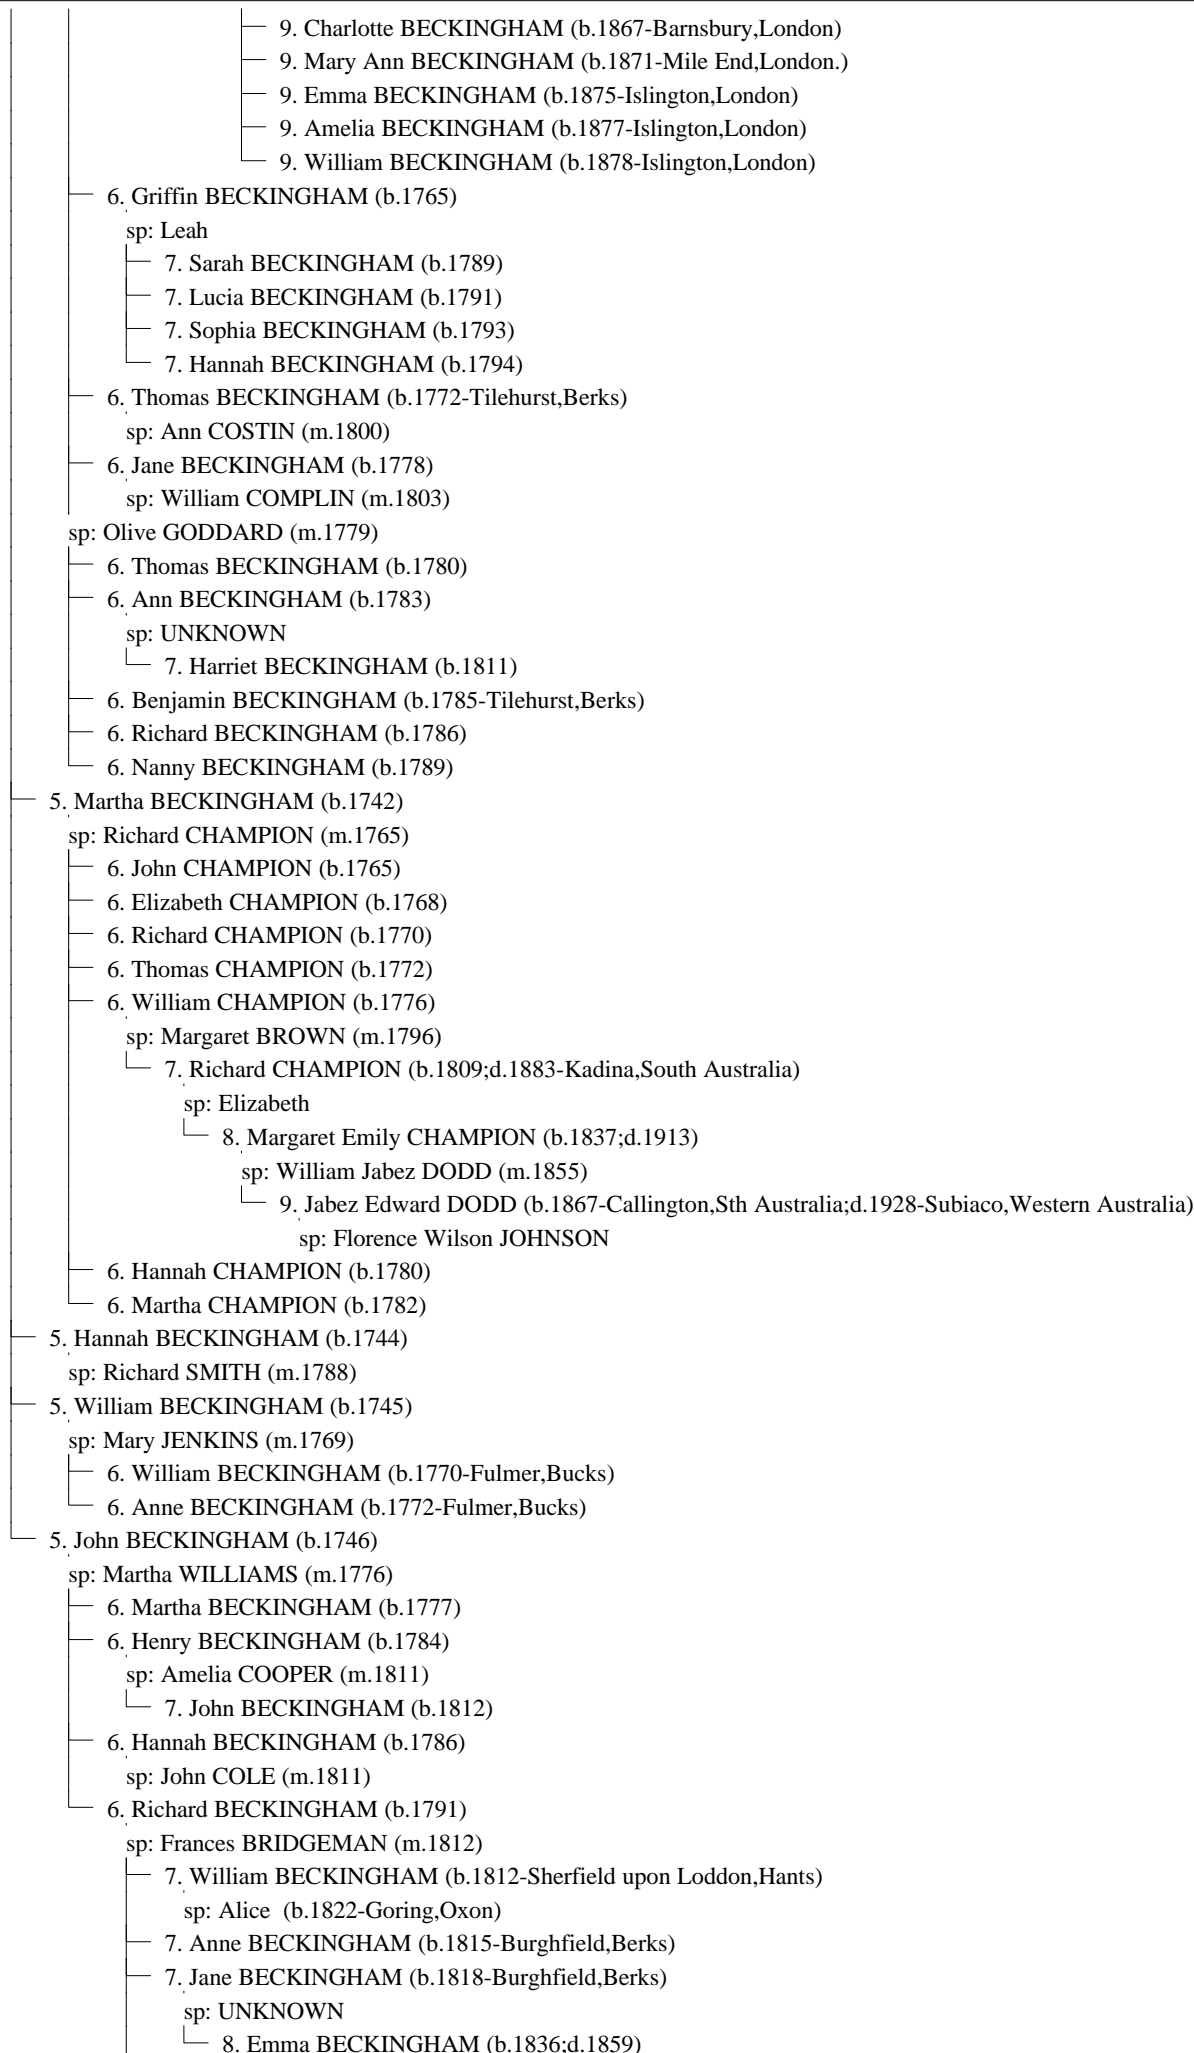 9. Charlotte BECKINGHAM (b.1867-Barnsbury,London)
9. Mary Ann BECKINGHAM (b.1871-Mile End,London.)
9. Emma BECKINGHAM (b.1875-Islington,London)
9. Amelia BECKINGHAM (b.1877-Islington,London)
9. William BECKINGHAM (b.1878-Islington,London)
6. Griffin BECKINGHAM (b.1765)
sp: Leah
7. Sarah BECKINGHAM (b.1789)
7. Lucia BECKINGHAM (b.1791)
7. Sophia BECKINGHAM (b.1793)
7. Hannah BECKINGHAM (b.1794)
6. Thomas BECKINGHAM (b.1772-Tilehurst,Berks)
sp: Ann COSTIN (m.1800)
6. Jane BECKINGHAM (b.1778)
sp: William COMPLIN (m.1803)
sp: Olive GODDARD (m.1779)
6. Thomas BECKINGHAM (b.1780)
6. Ann BECKINGHAM (b.1783)
sp: UNKNOWN
7. Harriet BECKINGHAM (b.1811)
6. Benjamin BECKINGHAM (b.1785-Tilehurst,Berks)
6. Richard BECKINGHAM (b.1786)
6. Nanny BECKINGHAM (b.1789)
5. Martha BECKINGHAM (b.1742)
sp: Richard CHAMPION (m.1765)
6. John CHAMPION (b.1765)
6. Elizabeth CHAMPION (b.1768)
6. Richard CHAMPION (b.1770)
6. Thomas CHAMPION (b.1772)
6. William CHAMPION (b.1776)
sp: Margaret BROWN (m.1796)
7. Richard CHAMPION (b.1809;d.1883-Kadina,South Australia)
sp: Elizabeth
8. Margaret Emily CHAMPION (b.1837;d.1913)
sp: William Jabez DODD (m.1855)
9. Jabez Edward DODD (b.1867-Callington,Sth Australia;d.1928-Subiaco,Western Australia)
sp: Florence Wilson JOHNSON
6. Hannah CHAMPION (b.1780)
6. Martha CHAMPION (b.1782)
5. Hannah BECKINGHAM (b.1744)
sp: Richard SMITH (m.1788)
5. William BECKINGHAM (b.1745)
sp: Mary JENKINS (m.1769)
6. William BECKINGHAM (b.1770-Fulmer,Bucks)
6. Anne BECKINGHAM (b.1772-Fulmer,Bucks)
5. John BECKINGHAM (b.1746)
sp: Martha WILLIAMS (m.1776)
6. Martha BECKINGHAM (b.1777)
6. Henry BECKINGHAM (b.1784)
sp: Amelia COOPER (m.1811)
7. John BECKINGHAM (b.1812)
6. Hannah BECKINGHAM (b.1786)
sp: John COLE (m.1811)
6. Richard BECKINGHAM (b.1791)
sp: Frances BRIDGEMAN (m.1812)
7. William BECKINGHAM (b.1812-Sherfield upon Loddon,Hants)
sp: Alice (b.1822-Goring,Oxon)
7. Anne BECKINGHAM (b.1815-Burghfield,Berks)
7. Jane BECKINGHAM (b.1818-Burghfield,Berks)
sp: UNKNOWN
8. Emma BECKINGHAM (b.1836;d.1859)